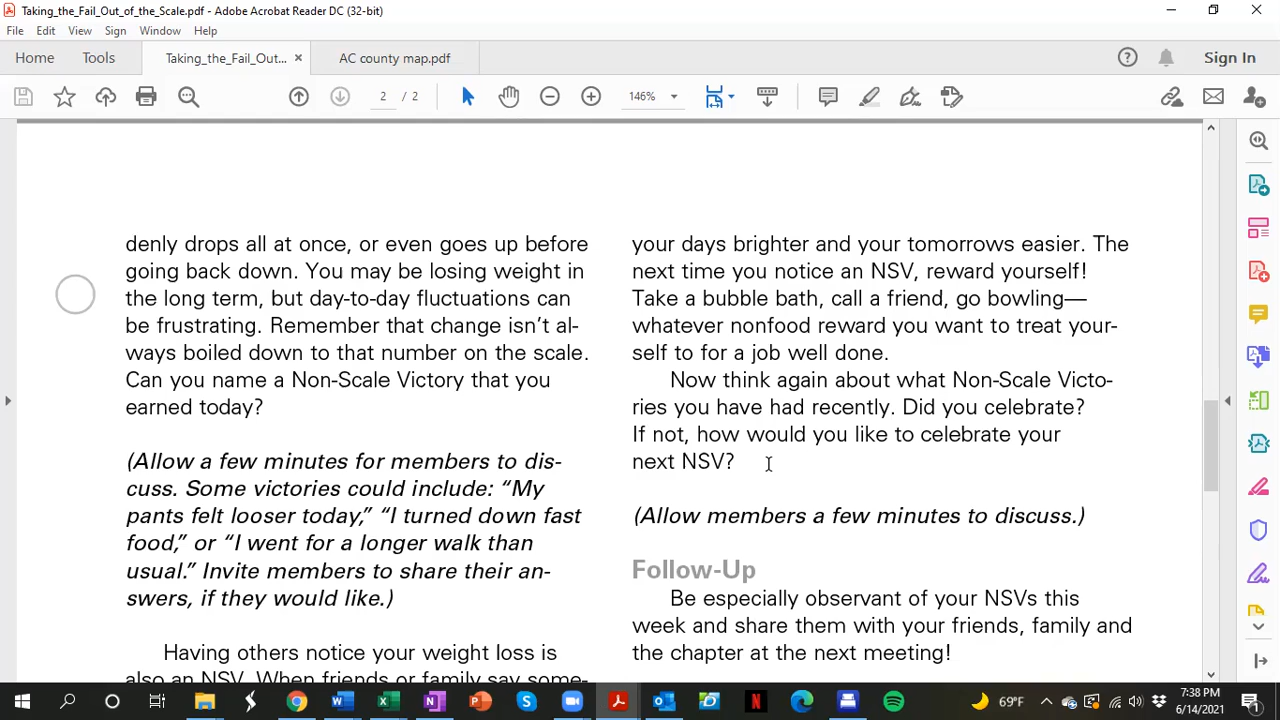 Taking_the_Fail_Out_of_the_Scale.pdf - Adobe Acrobat Reader DC (32-bit)
File Edit View Sign Window Help
Home Tools Taking_the_Fail_Out... × AC county map.pdf Sign In
2 / 2 146%
denly drops all at once, or even goes up before
going back down. You may be losing weight in
the long term, but day-to-day fluctuations can
be frustrating. Remember that change isn't al-
ways boiled down to that number on the scale.
Can you name a Non-Scale Victory that you
earned today?
(Allow a few minutes for members to dis-
cuss. Some victories could include: “My
pants felt looser today,” “I turned down fast
food,” or “I went for a longer walk than
usual.” Invite members to share their an-
swers, if they would like.)
Having others notice your weight loss is
also an NSV. When friends or family say some-
your days brighter and your tomorrows easier. The
next time you notice an NSV, reward yourself!
Take a bubble bath, call a friend, go bowling—
whatever nonfood reward you want to treat your-
self to for a job well done.
Now think again about what Non-Scale Victo-
ries you have had recently. Did you celebrate?
If not, how would you like to celebrate your
next NSV?
(Allow members a few minutes to discuss.)
Follow-Up
Be especially observant of your NSVs this
week and share them with your friends, family and
the chapter at the next meeting!
69°F
7:38 PM
6/14/2021